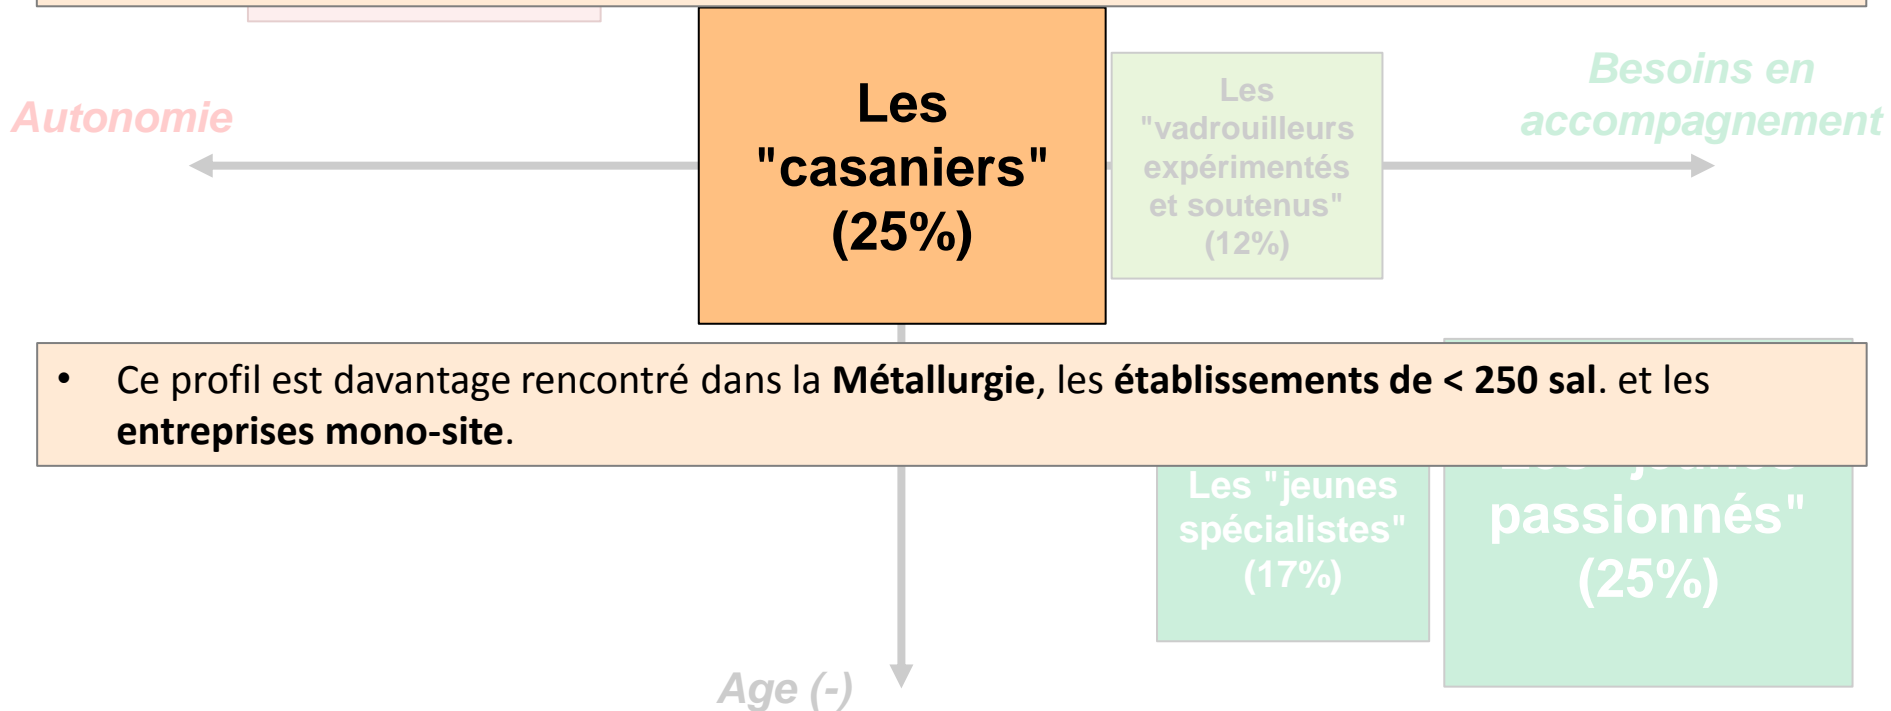 Autonomie
Les
"casaniers"
(25%)
Les
"vadrouilleurs
expérimentés
et soutenus"
(12%)
Besoins en
accompagnement
• Ce profil est davantage rencontré dans la Métallurgie, les établissements de < 250 sal. et les
entreprises mono-site.
Les "jeunes
spécialistes"
(17%)
Les "jeunes
passionnés"
(25%)
Age (-)